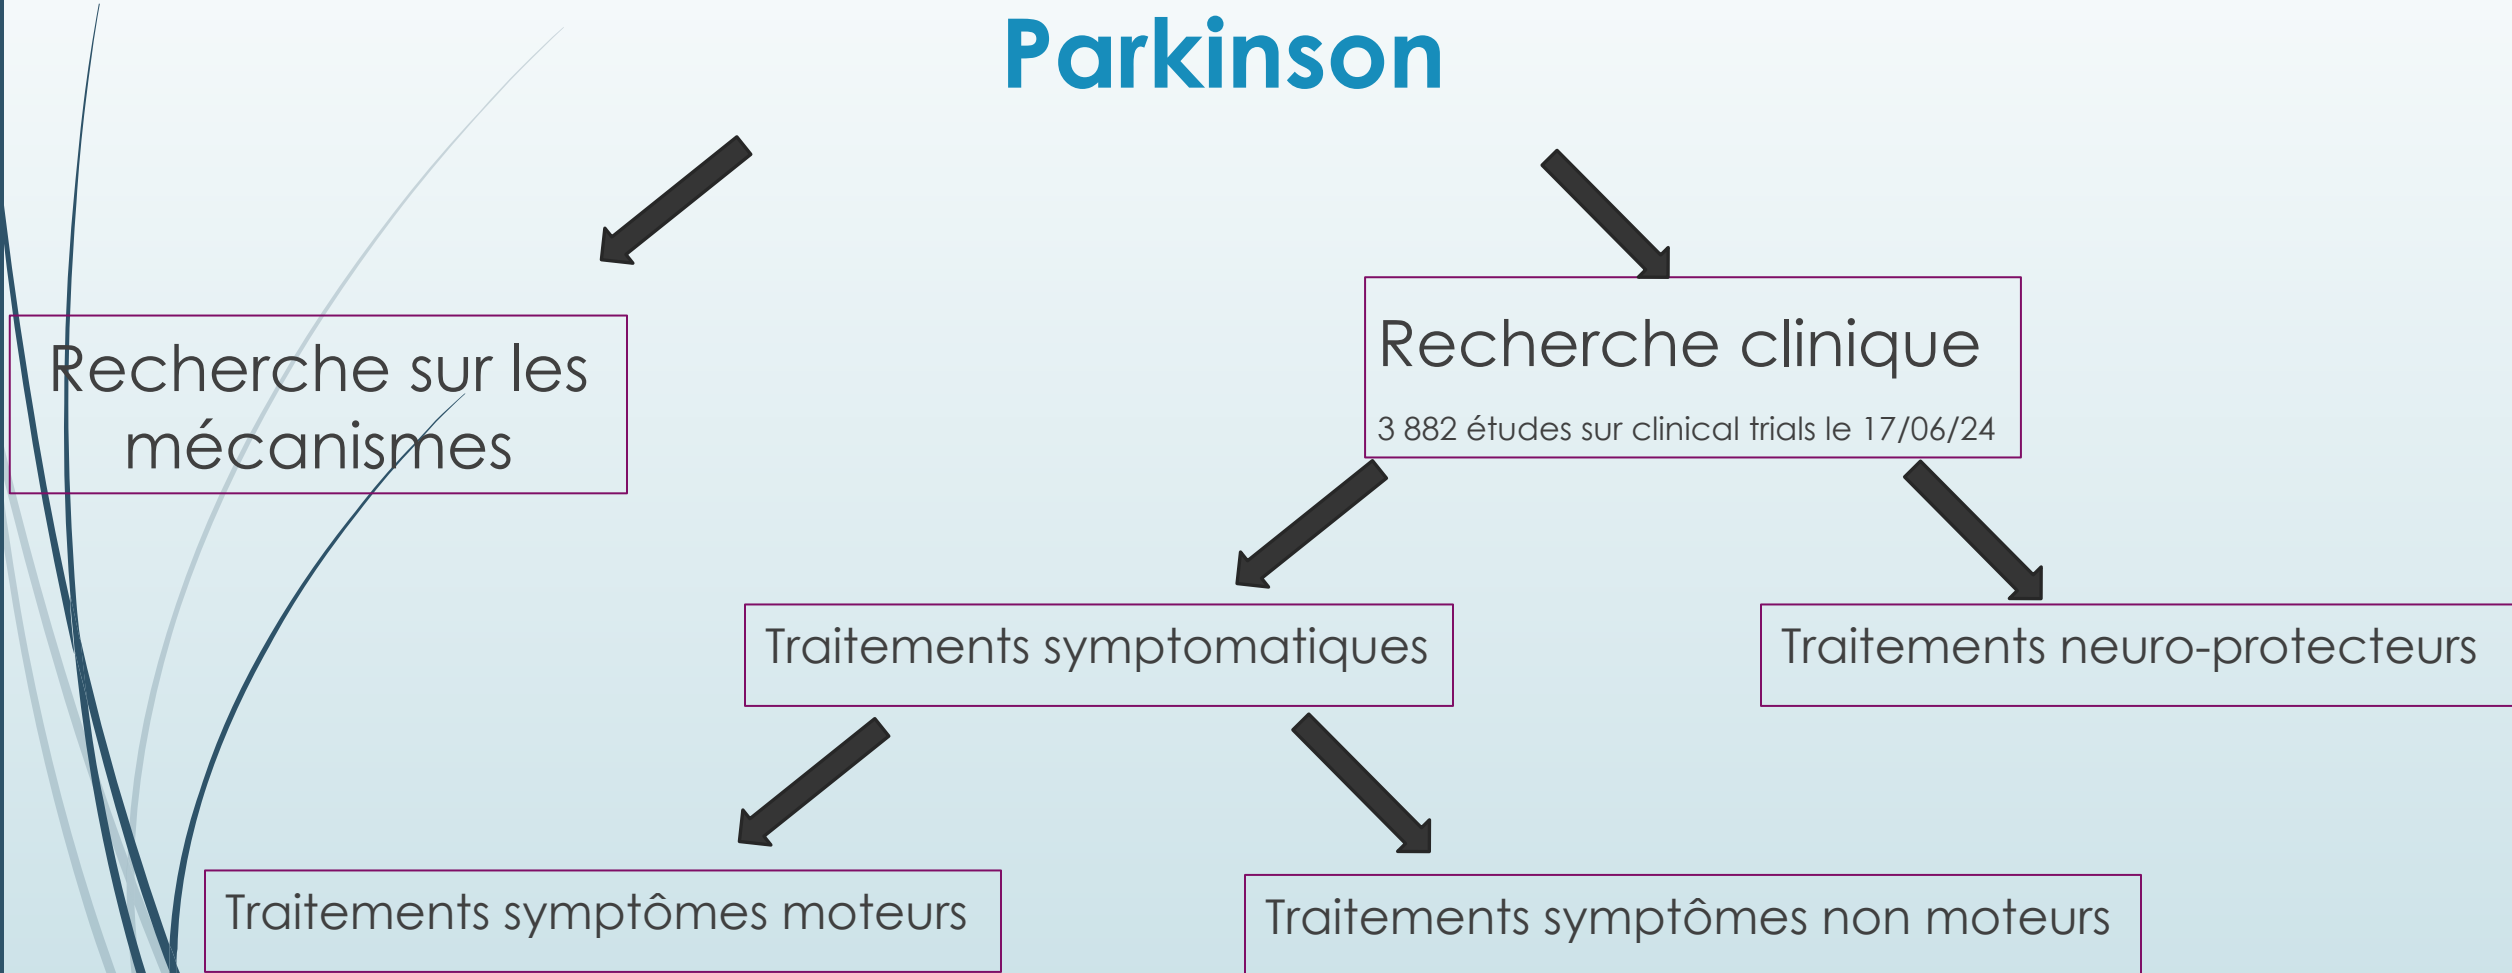 Parkinson
Recherche sur les
mécanismes
Recherche clinique
3 882 études sur clinical trials le 17/06/24
Traitements symptomatiques
Traitements neuro-protecteurs
Traitements symptômes moteurs
Traitements symptômes non moteurs